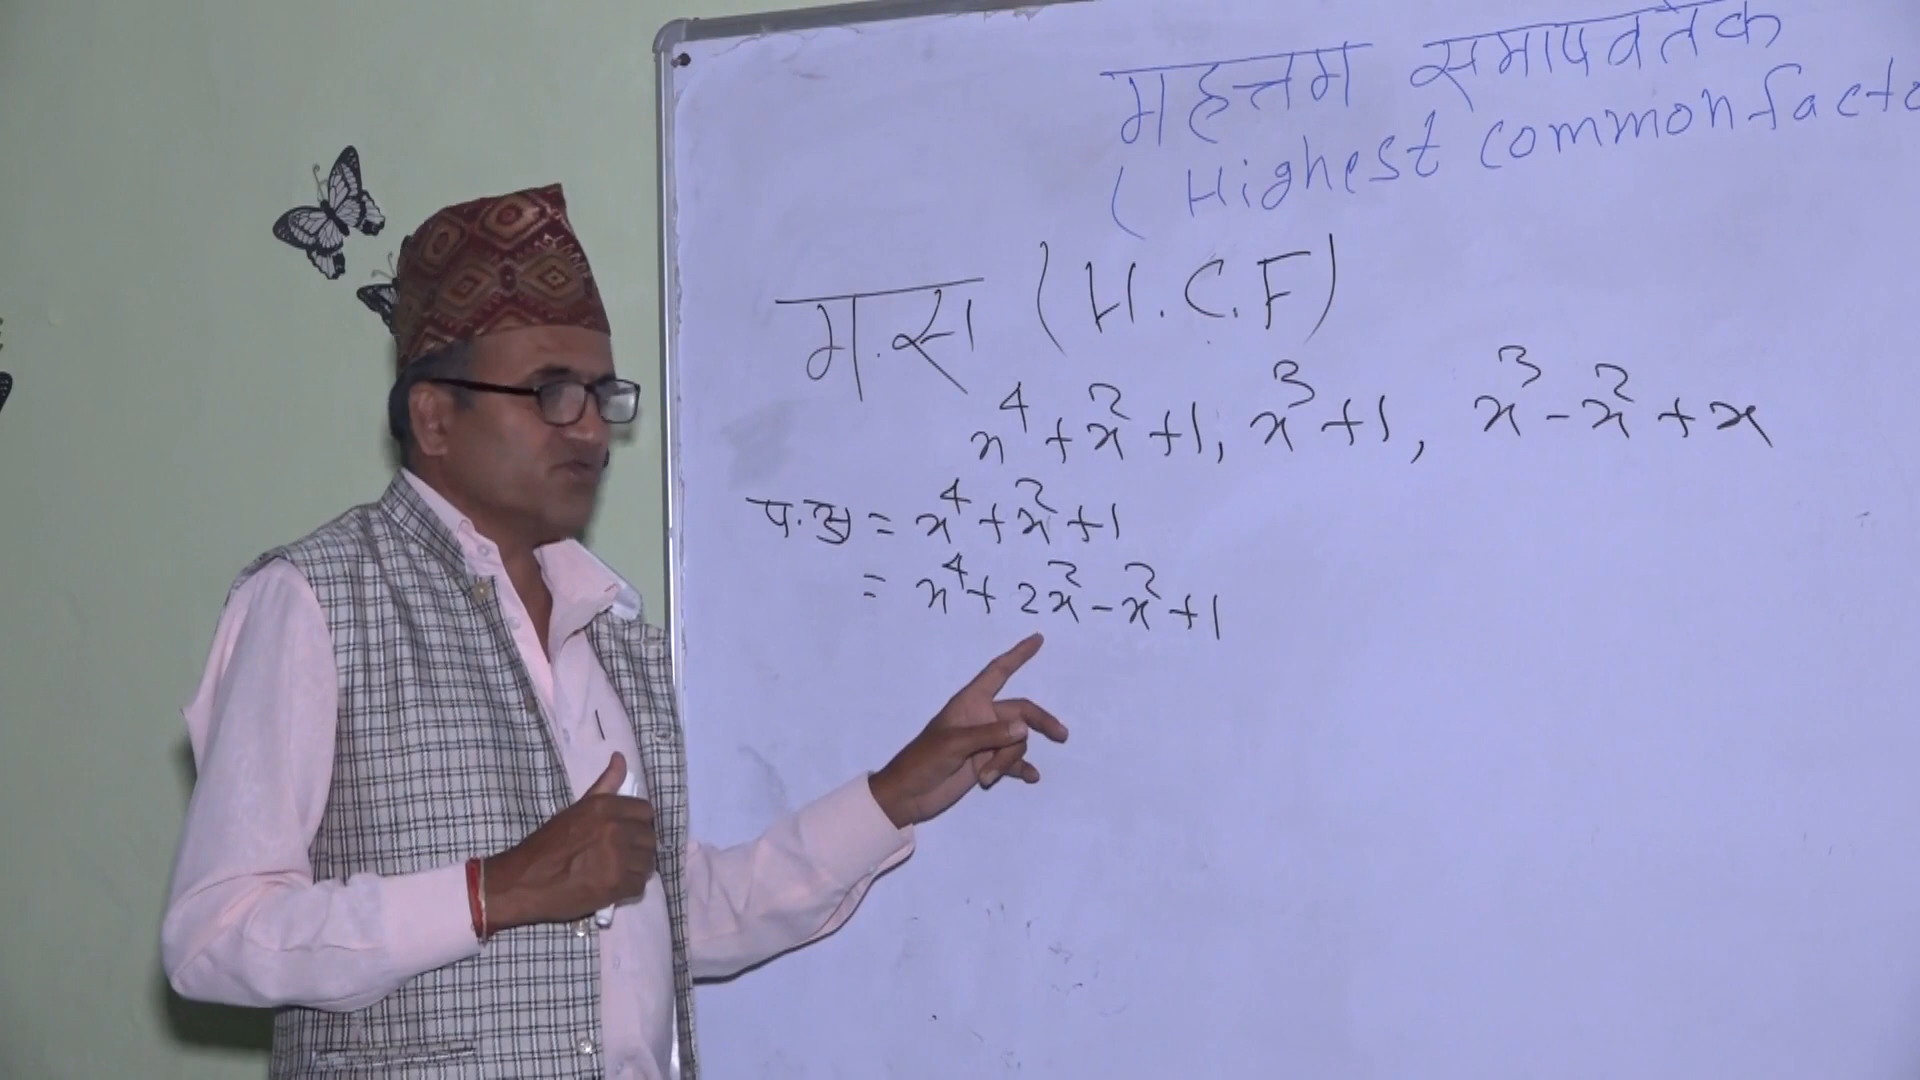 महत्तम समापवर्तक
(Highest common facto
म.स (H.C.F)
x⁴+x²+1, x³+1, x³-x²+x
प.अ = x⁴+x²+1
= x⁴+2x²-x²+1